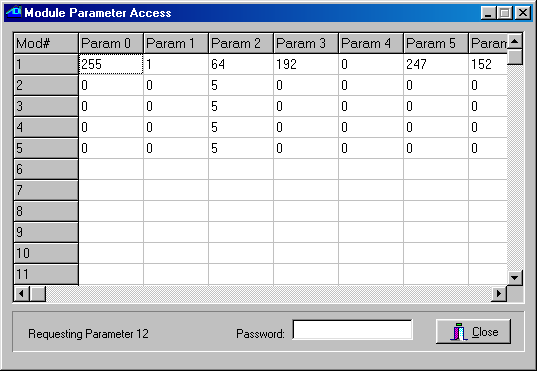 Module Parameter Access
Mod# Param 0 Param 1 Param 2 Param 3 Param 4 Param 5 Param
1 255 1 64 192 0 247 152
2 0 0 5 0 0 0 0
3 0 0 5 0 0 0 0
4 0 0 5 0 0 0 0
5 0 0 5 0 0 0 0
6
7
8
9
10
11
Requesting Parameter 12 Password: Close